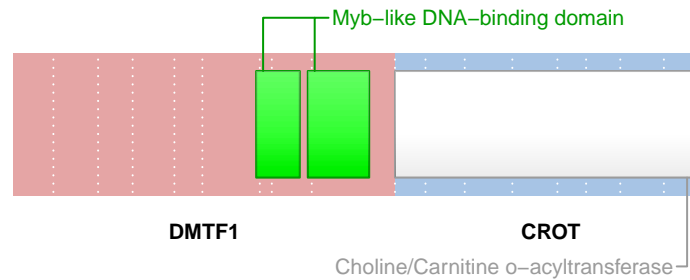 Myb−like DNA−binding domain
DMTF1 CROT
Choline/Carnitine o−acyltransferase